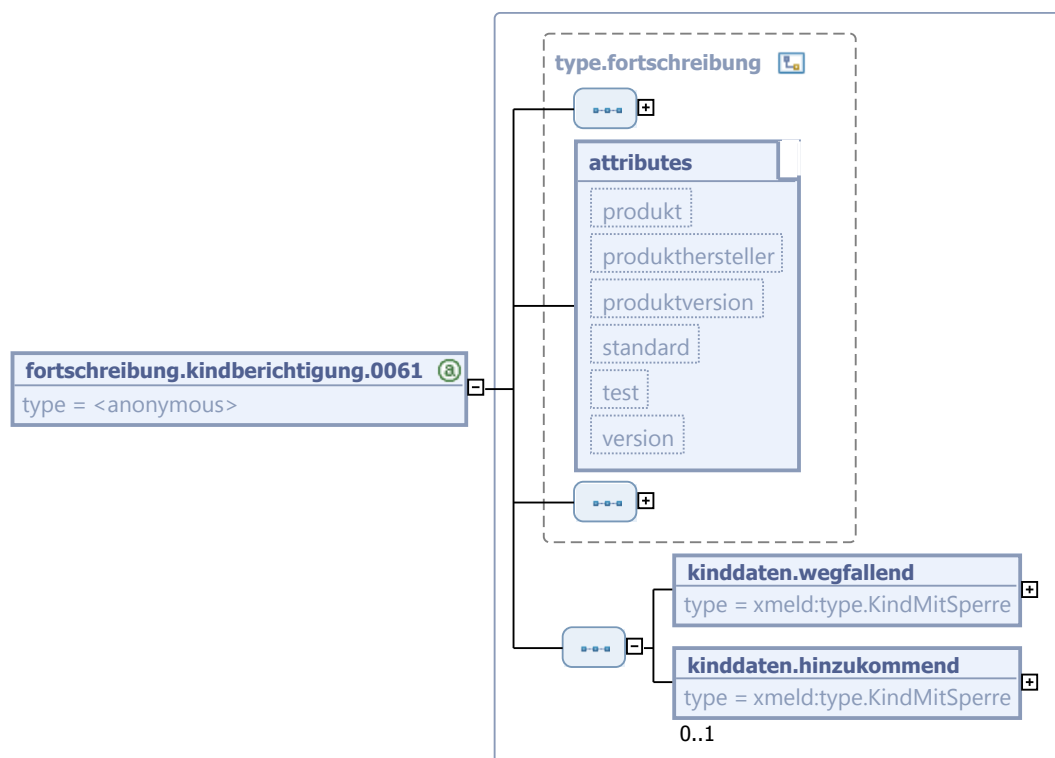 type.fortschreibung
attributes
produkt
produkthersteller
produktversion
standard
test
version
fortschreibung.kindberichtigung.0061 a
type = <anonymous>
kinddaten.wegfallend
type = xmeld:type.KindMitSperre
kinddaten.hinzukommend
type = xmeld:type.KindMitSperre
0..1